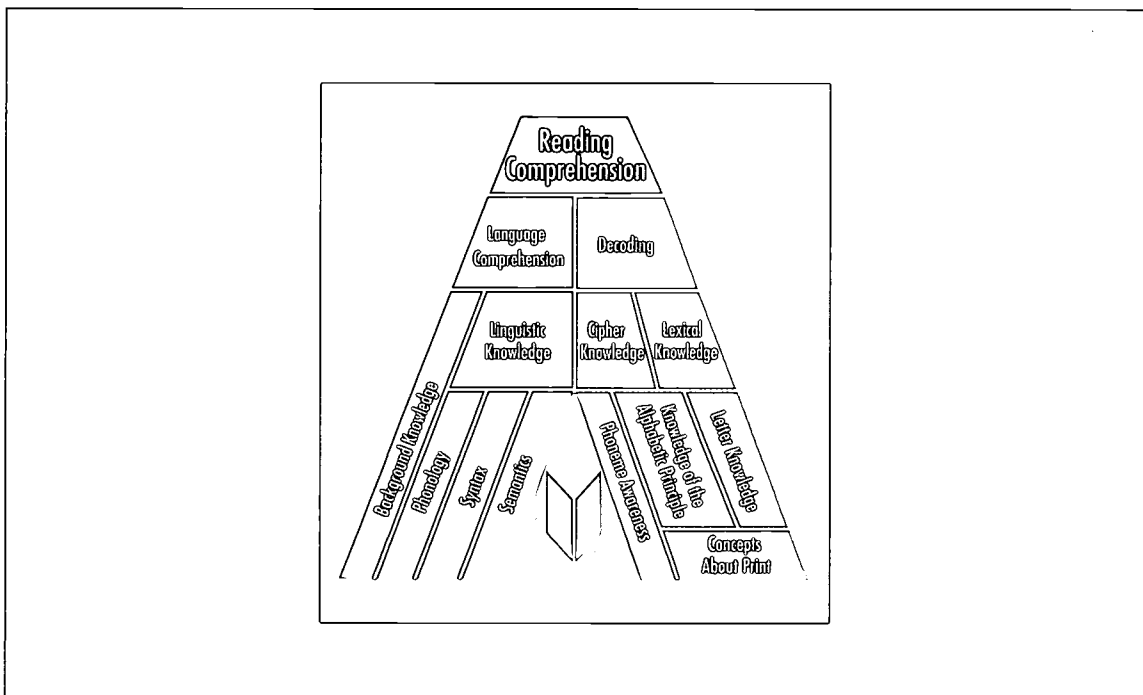 Reading
Comprehension
Language
Comprehension
Decoding
Linguistic
Knowledge
Cipher
Knowledge
Lexical
Knowledge
Background Knowledge
Phonology
Syntax
Semantics
Phoneme Awareness
Knowledge of the
Alphabetic Principle
Letter Knowledge
Concepts
About Print